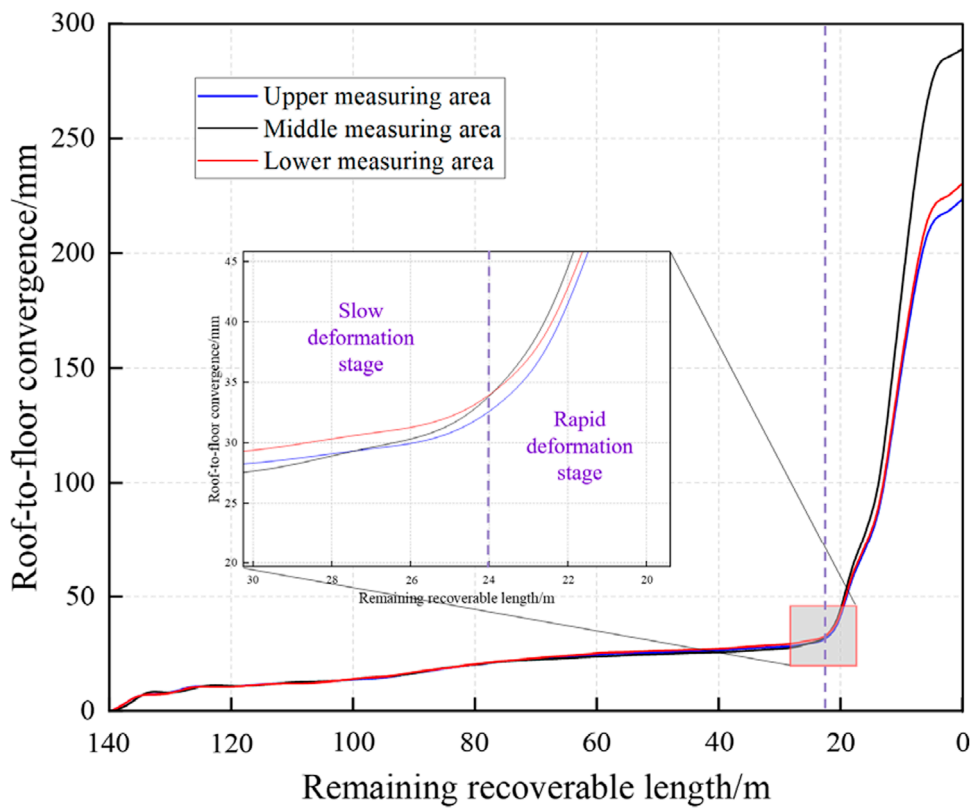 300
250
200
150
100
50
0
Roof-to-floor convergence/mm
Upper measuring area
Middle measuring area
Lower measuring area
45
40
35
30
25
20
Roof-to-floor convergence/mm
Slow
deformation
stage
Rapid
deformation
stage
30 28 26 24 22 20
Remaining recoverable length/m
140 120 100 80 60 40 20 0
Remaining recoverable length/m